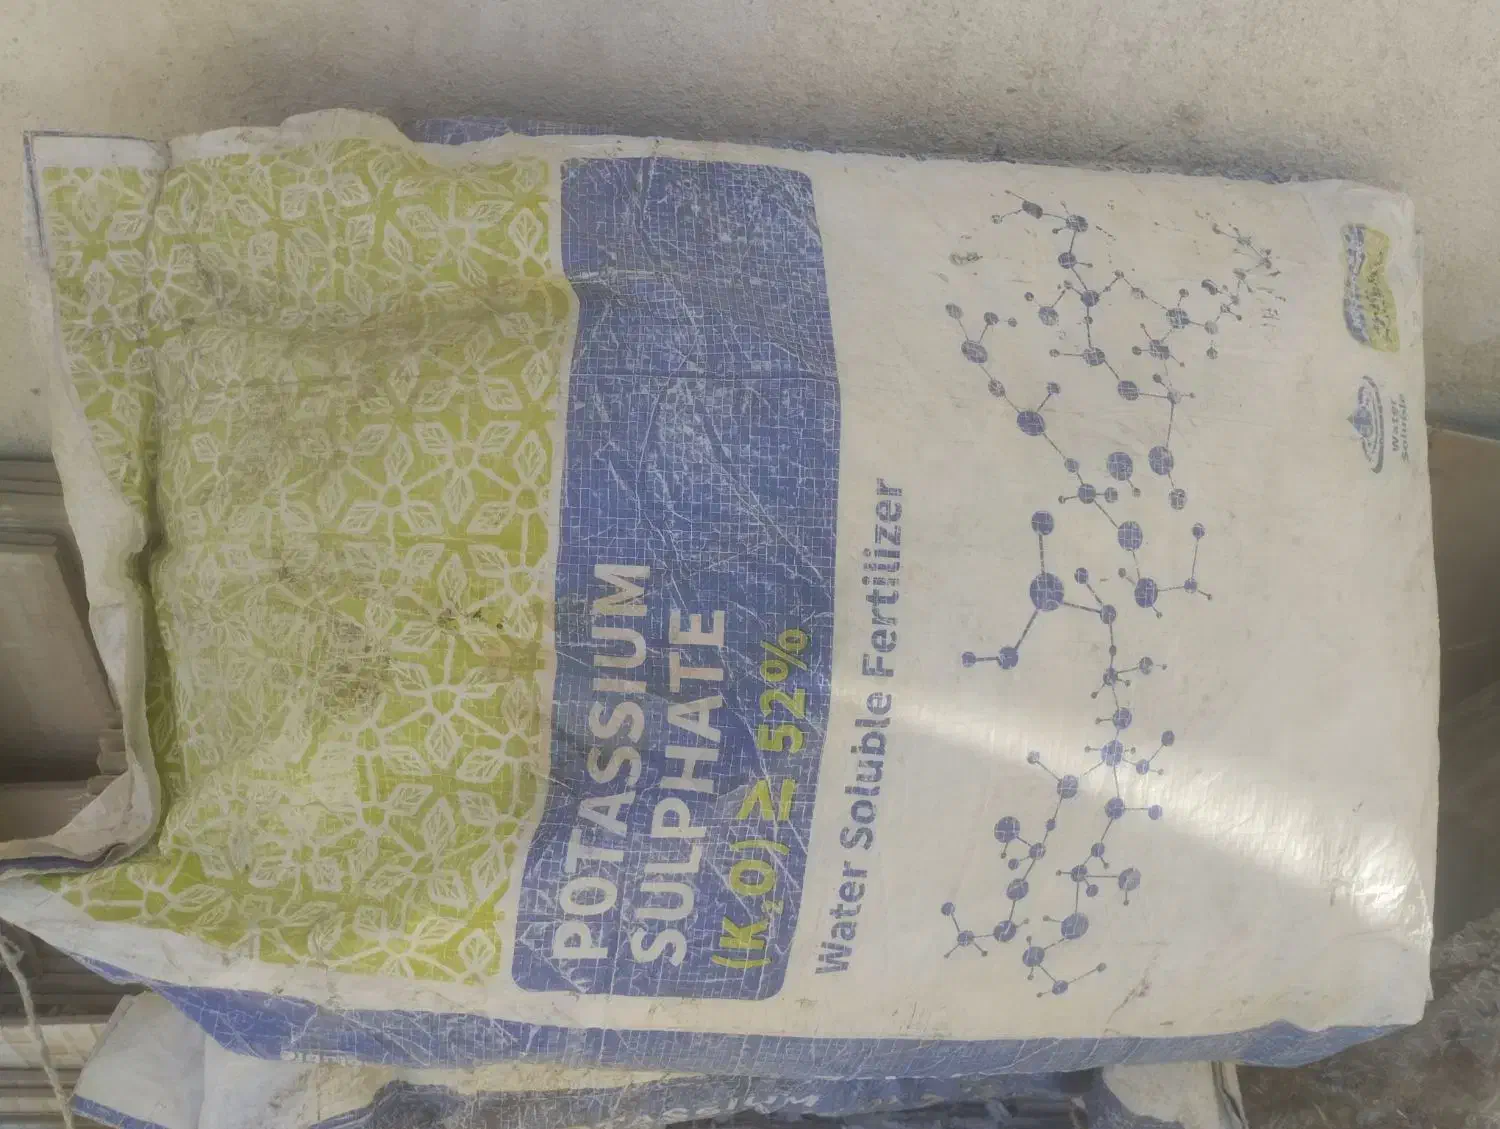 POTASSIUM
SULPHATE
(K₂O) ≥ 52%
Water Soluble Fertilizer
Water
Soluble